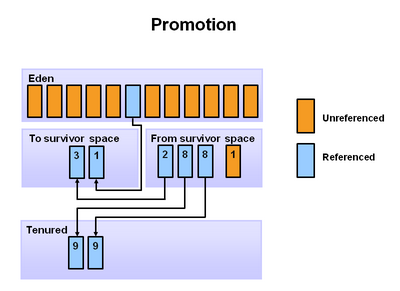 Promotion
Eden
Unreferenced
To survivor space
From survivor space
3 1 2 8 8 1
Referenced
Tenured
9 9